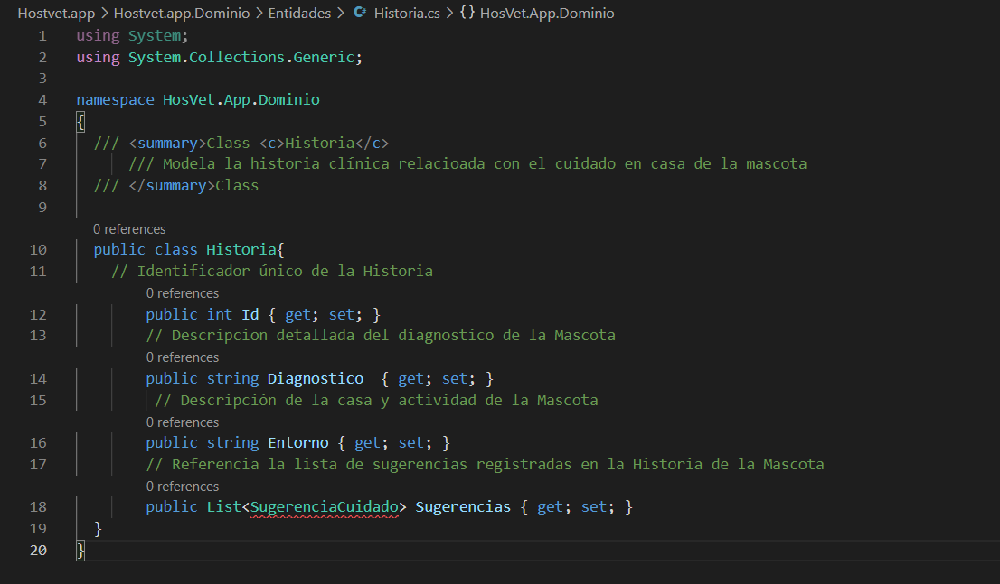 Hostvet.app > Hostvet.app.Dominio > Entidades > Historia.cs > {} HosVet.App.Dominio
1 using System;
2 using System.Collections.Generic;
3
4 namespace HosVet.App.Dominio
5 {
6 /// <summary>Class <c>Historia</c>
7 /// Modela la historia clínica relacioada con el cuidado en casa de la mascota
8 /// </summary>Class
9
0 references
10 public class Historia{
11 // Identificador único de la Historia
0 references
12 public int Id { get; set; }
13 // Descripcion detallada del diagnostico de la Mascota
0 references
14 public string Diagnostico  { get; set; }
15 // Descripción de la casa y actividad de la Mascota
0 references
16 public string Entorno { get; set; }
17 // Referencia la lista de sugerencias registradas en la Historia de la Mascota
0 references
18 public List<SugerenciaCuidado> Sugerencias { get; set; }
19 }
20 }